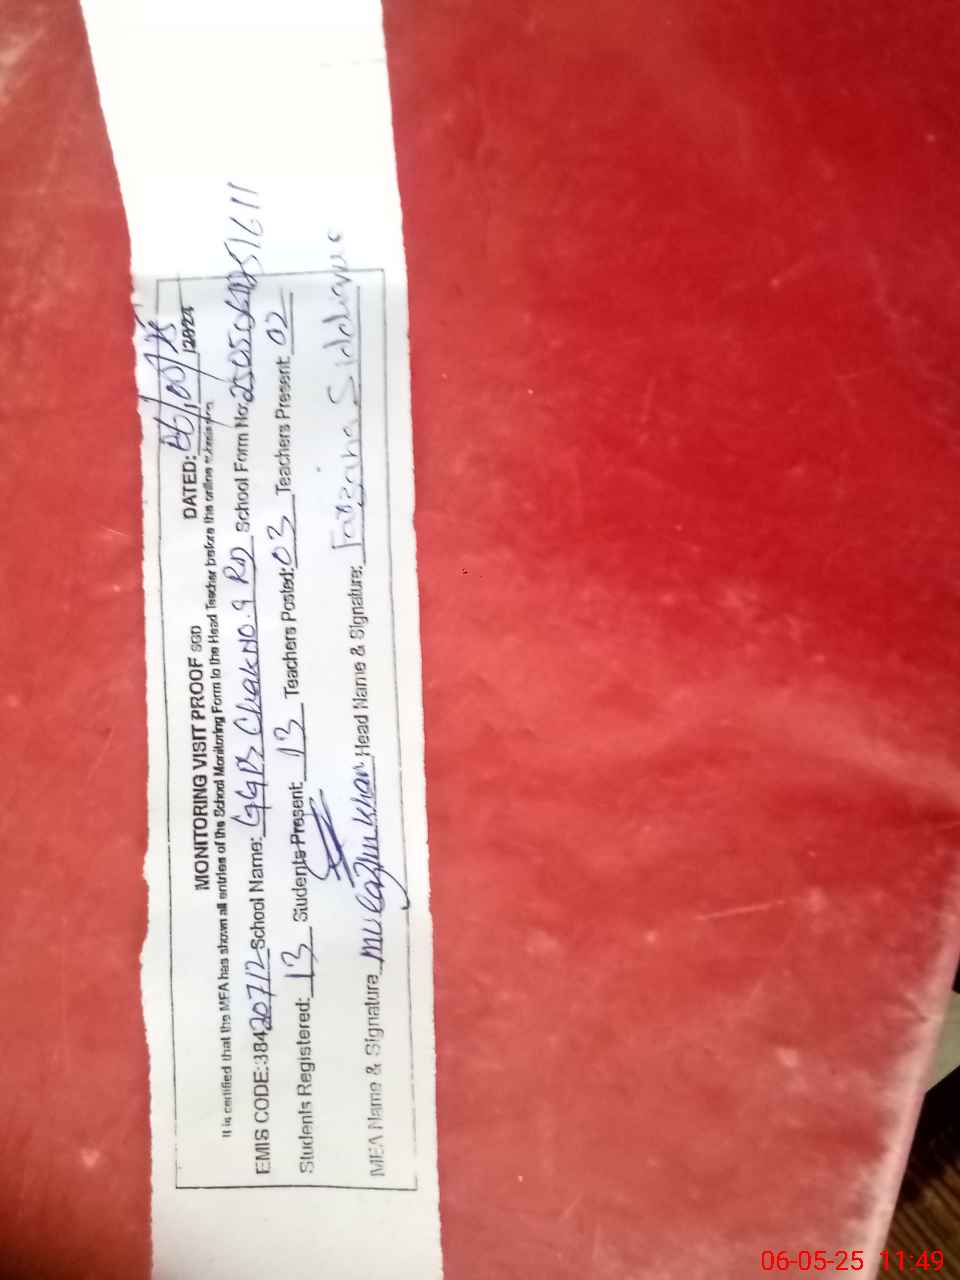 MONITORING VISIT PROOF SGD DATED: 06/ /25 2024
It is certified that the MEA has shown all entries of the School Monitoring Form to the Head Teacher before the online submission
EMIS CODE: 38420712 School Name: GGPS Chak NO. 9 RD School Form No:
Students Registered: 13 Students Present: 13 Teachers Posted: 03 Teachers Present: 02
MEA Name & Signature Mulazim Khan Head Name & Signature: Farzana Siddique
06-05-25 11:49